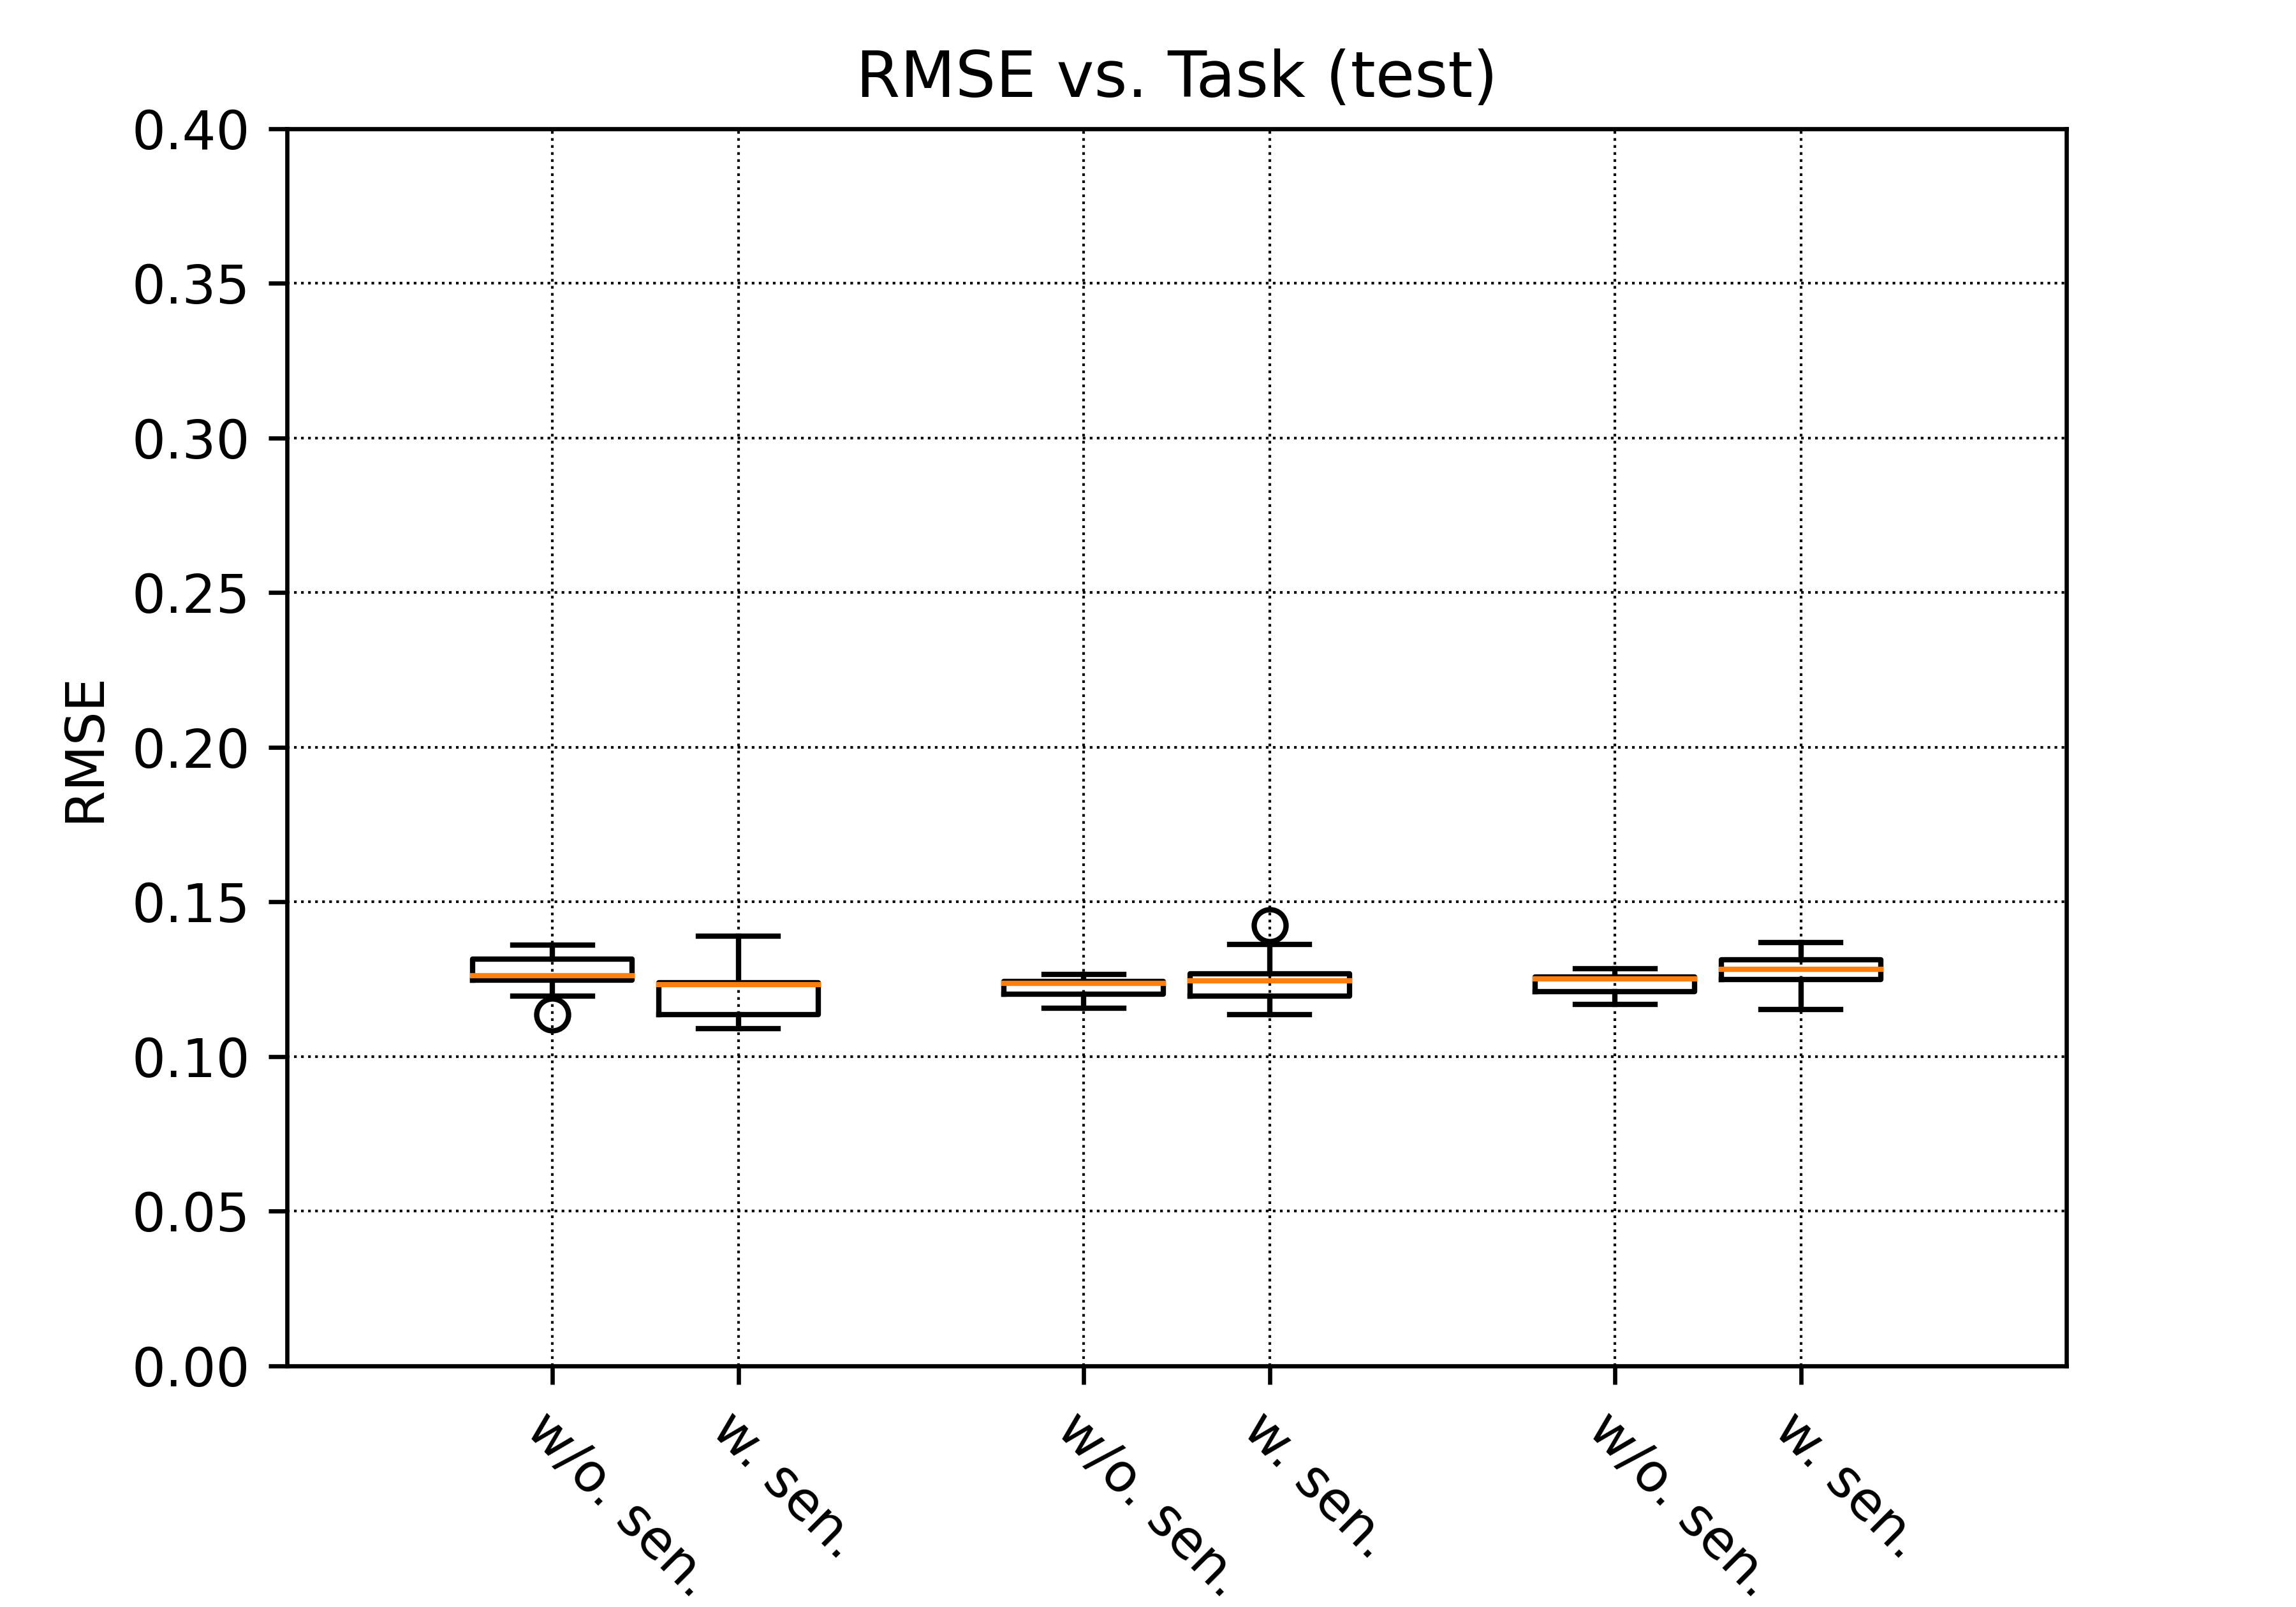 RMSE vs. Task (test)
0.40
0.35
0.30
0.25
0.20
0.15
0.10
0.05
0.00
RMSE
w/o. sen.
w. sen.
w/o. sen.
w. sen.
w/o. sen.
w. sen.